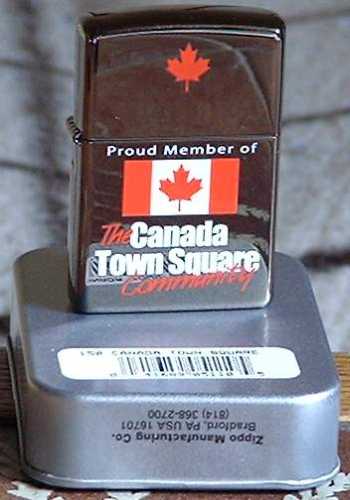 Proud Member of
The Canada
Town Square
Community
150 CANADA TOWN SQUARE
Zippo Manufacturing Co.
Bradford, PA USA 16701
(814) 368-2700